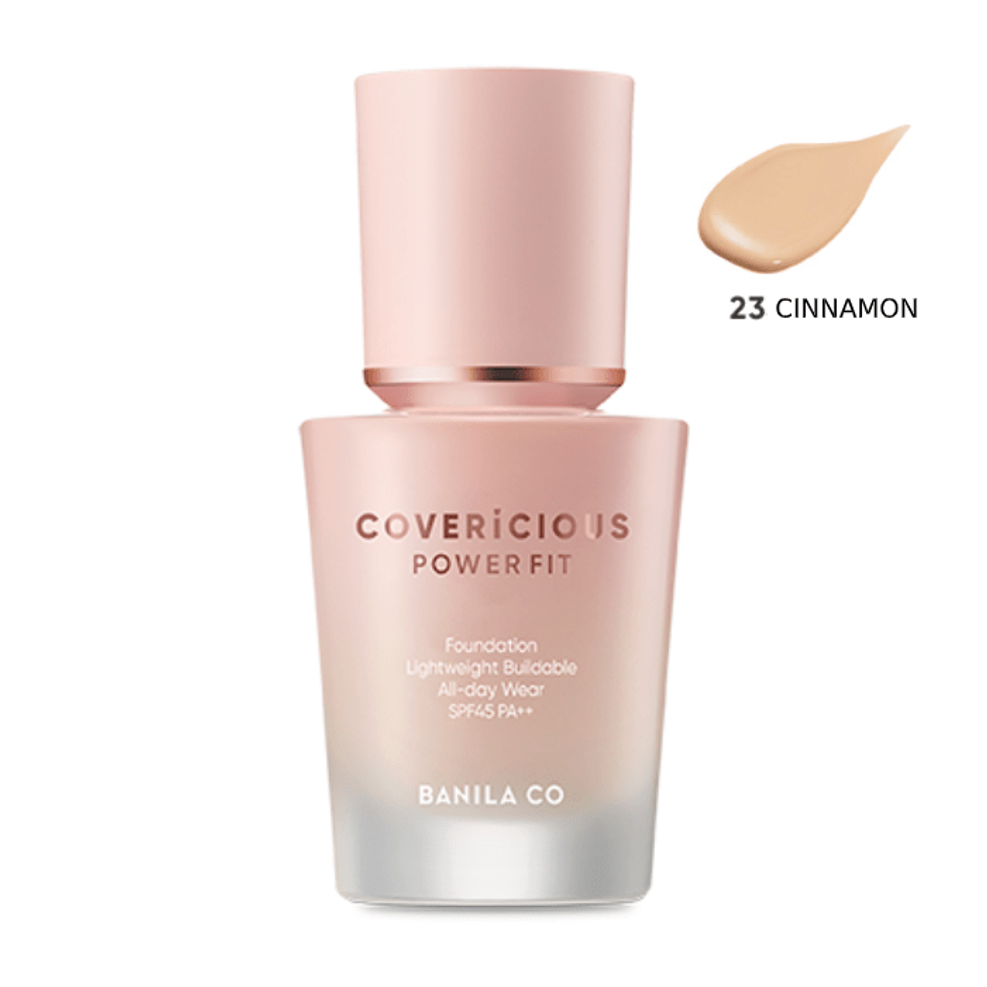 23 CINNAMON
COVERiCIOUS
POWER FIT
Foundation
Lightweight Buildable
All-day Wear
SPF45 PA++
BANILA CO